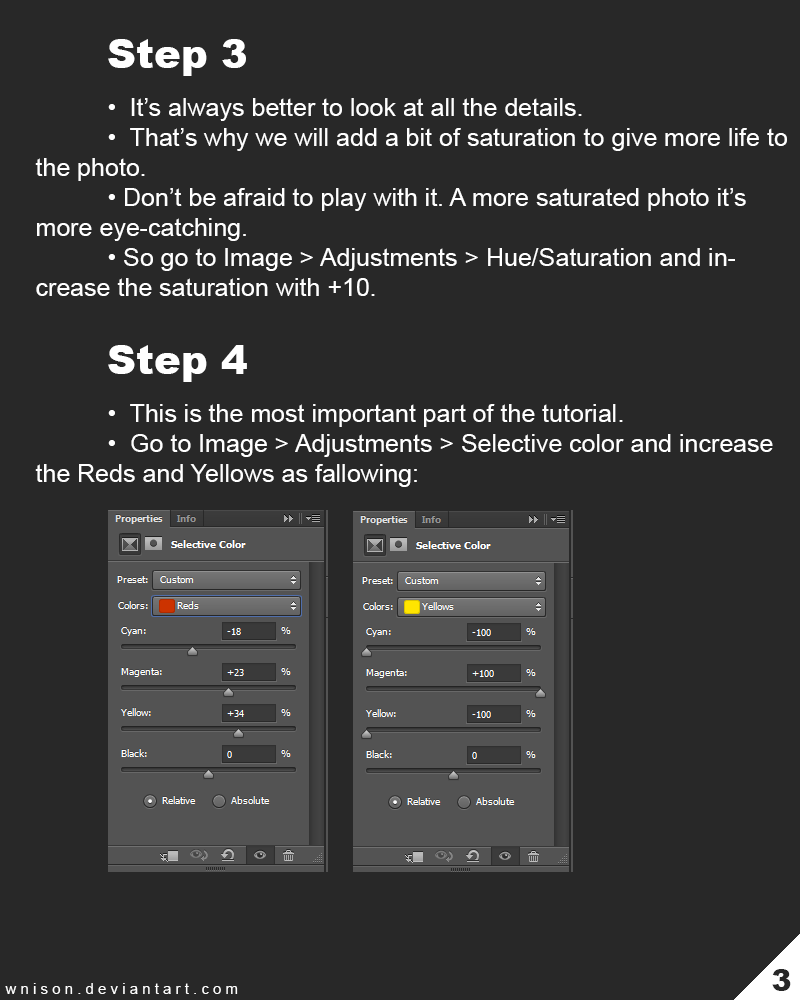 Step 3
• It’s always better to look at all the details.
• That’s why we will add a bit of saturation to give more life to
the photo.
• Don’t be afraid to play with it. A more saturated photo it’s
more eye-catching.
• So go to Image > Adjustments > Hue/Saturation and in-
crease the saturation with +10.
Step 4
• This is the most important part of the tutorial.
• Go to Image > Adjustments > Selective color and increase
the Reds and Yellows as fallowing:
Properties Info
Selective Color
Preset: Custom
Colors: Reds
Cyan: -18 %
Magenta: +23 %
Yellow: +34 %
Black: 0 %
Relative Absolute
Properties Info
Selective Color
Preset: Custom
Colors: Yellows
Cyan: -100 %
Magenta: +100 %
Yellow: -100 %
Black: 0 %
Relative Absolute
wnison.deviantart.com
3